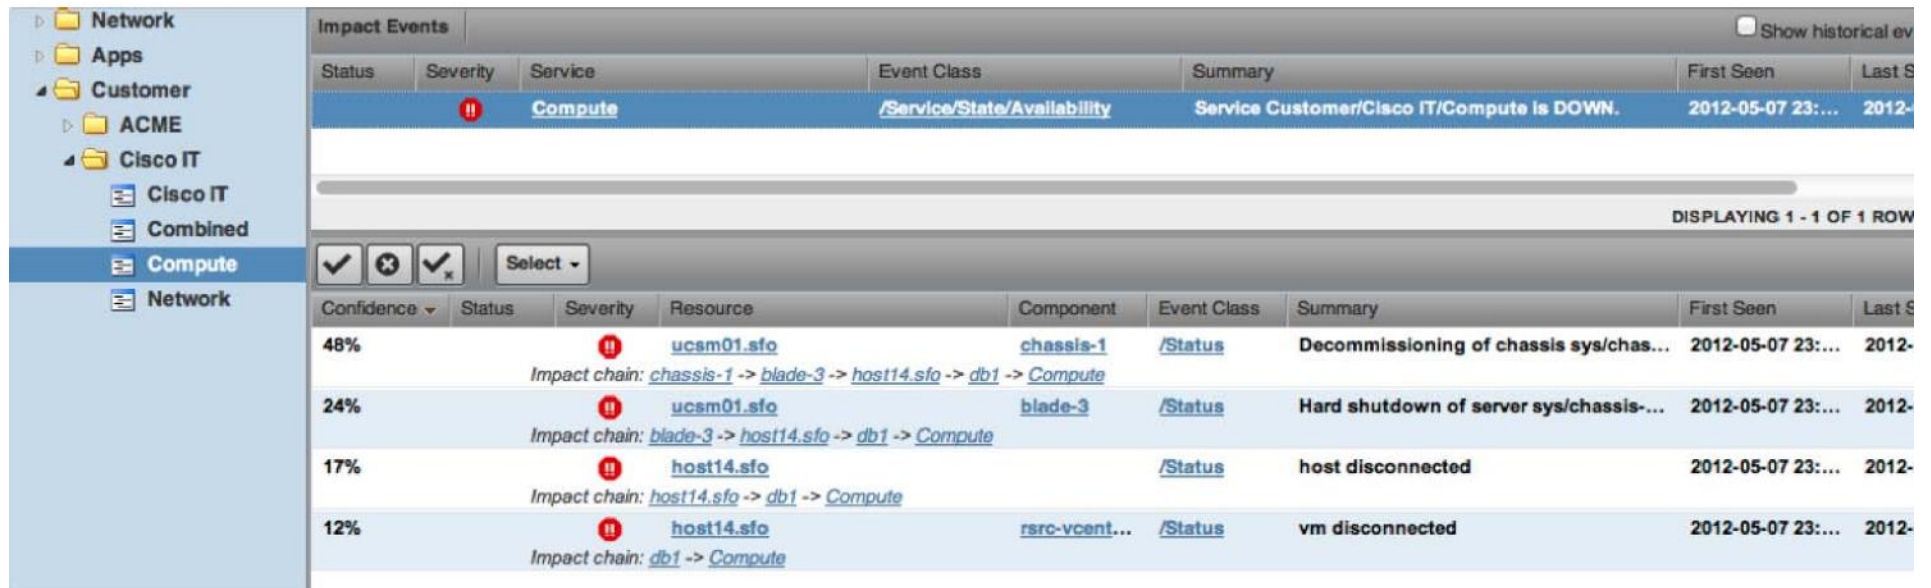 Network
Apps
Customer
ACME
Cisco IT
Cisco IT
Combined
Compute
Network
Impact Events Show historical ev
Status Severity Service Event Class Summary First Seen Last S
Compute /Service/State/Availability Service Customer/Cisco IT/Compute is DOWN. 2012-05-07 23:... 2012-
DISPLAYING 1 - 1 OF 1 ROW
Select
Confidence Status Severity Resource Component Event Class Summary First Seen Last S
48% ucsm01.sfo chassis-1 /Status Decommissioning of chassis sys/chas... 2012-05-07 23:... 2012-
Impact chain: chassis-1 -> blade-3 -> host14.sfo -> db1 -> Compute
24% ucsm01.sfo blade-3 /Status Hard shutdown of server sys/chassis-... 2012-05-07 23:... 2012-
Impact chain: blade-3 -> host14.sfo -> db1 -> Compute
17% host14.sfo /Status host disconnected 2012-05-07 23:... 2012-
Impact chain: host14.sfo -> db1 -> Compute
12% host14.sfo rsrc-vcent... /Status vm disconnected 2012-05-07 23:... 2012-
Impact chain: db1 -> Compute